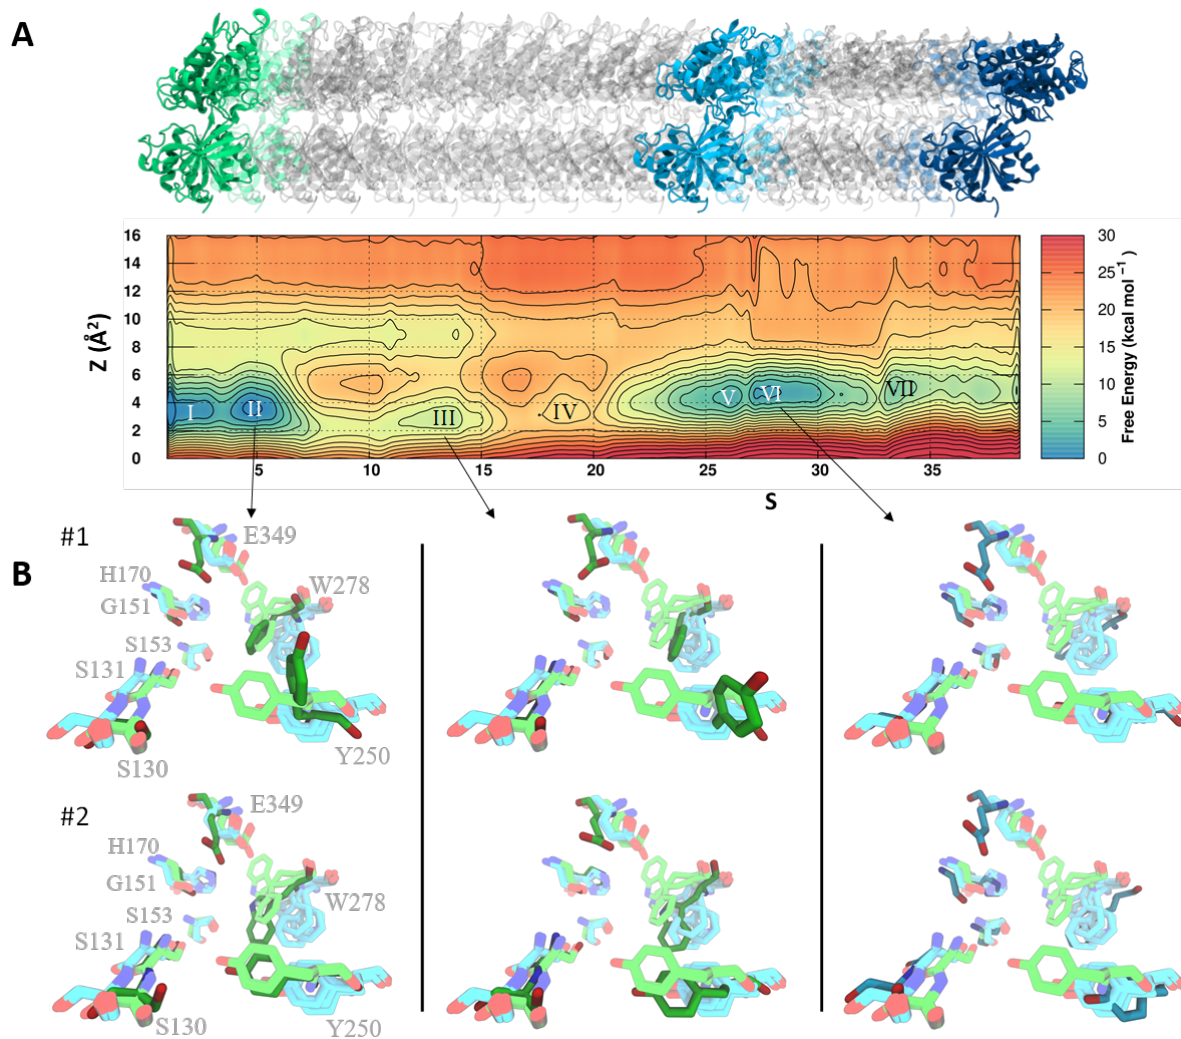 A
16
14
12
10
8
6
4
2
0
Z (Å²)
I
II
III
IV
V
VI
VII
5
10
15
20
25
30
35
S
30
25
20
15
10
5
0
Free Energy (kcal mol⁻¹)
B
#1
E349
H170
W278
G151
S153
S131
Y250
S130
#2
E349
H170
G151
W278
S153
S131
S130
Y250